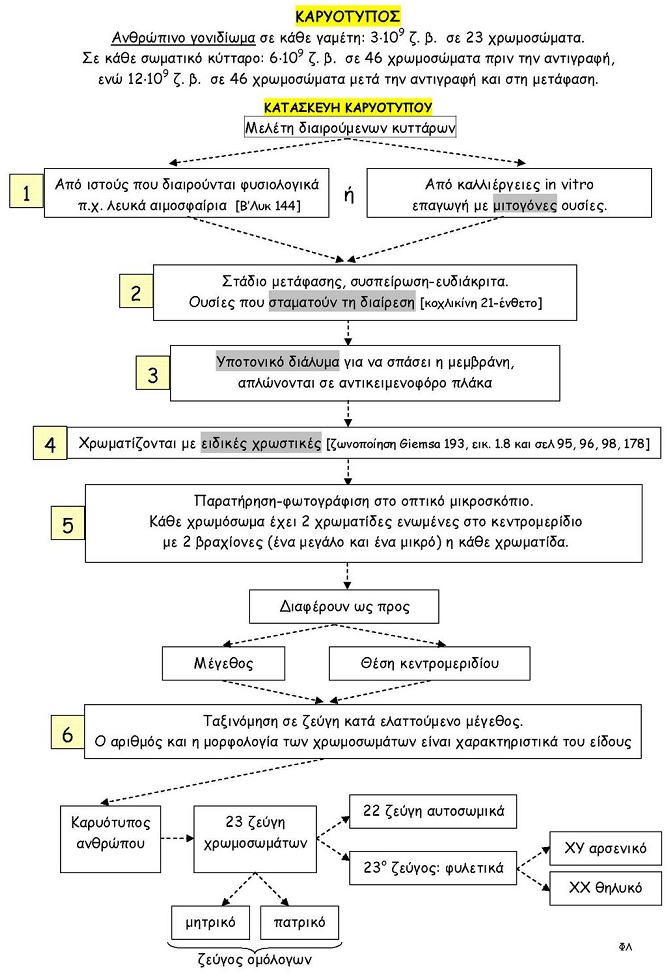 ΚΑΡΥΟΤΥΠΟΣ
Ανθρώπινο γονιδίωμα σε κάθε γαμέτη: 3·10⁹ ζ. β. σε 23 χρωμοσώματα.
Σε κάθε σωματικό κύτταρο: 6·10⁹ ζ. β. σε 46 χρωμοσώματα πριν την αντιγραφή,
ενώ 12·10⁹ ζ. β. σε 46 χρωμοσώματα μετά την αντιγραφή και στη μετάφαση.
ΚΑΤΑΣΚΕΥΗ ΚΑΡΥΟΤΥΠΟΥ
Μελέτη διαιρούμενων κυττάρων
1
Από ιστούς που διαιρούνται φυσιολογικά
π.χ. λευκά αιμοσφαίρια [Β'Λυκ 144]
ή
Από καλλιέργειες in vitro
επαγωγή με μιτογόνες ουσίες.
2
Στάδιο μετάφασης, συσπείρωση-ευδιάκριτα.
Ουσίες που σταματούν τη διαίρεση [κοχλικίνη 21-ένθετο]
3
Υποτονικό διάλυμα για να σπάσει η μεμβράνη,
απλώνονται σε αντικειμενοφόρο πλάκα
4
Χρωματίζονται με ειδικές χρωστικές [ζωνοποίηση Giemsa 193, εικ. 1.8 και σελ 95, 96, 98, 178]
5
Παρατήρηση-φωτογράφιση στο οπτικό μικροσκόπιο.
Κάθε χρωμόσωμα έχει 2 χρωματίδες ενωμένες στο κεντρομερίδιο
με 2 βραχίονες (ένα μεγάλο και ένα μικρό) η κάθε χρωματίδα.
Διαφέρουν ως προς
Μέγεθος
Θέση κεντρομεριδίου
6
Ταξινόμηση σε ζεύγη κατά ελαττούμενο μέγεθος.
Ο αριθμός και η μορφολογία των χρωμοσωμάτων είναι χαρακτηριστικά του είδους
Καρυότυπος
ανθρώπου
23 ζεύγη
χρωμοσωμάτων
22 ζεύγη αυτοσωμικά
23° ζεύγος: φυλετικά
ΧΥ αρσενικό
ΧΧ θηλυκό
μητρικό
πατρικό
ζεύγος ομόλογων
ΦΛ